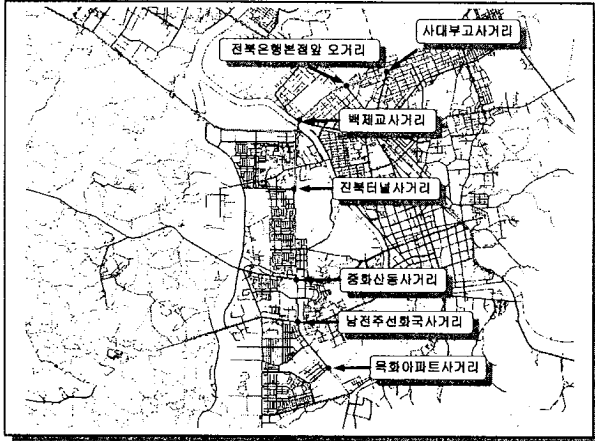 사대부고사거리
전북은행본점앞 오거리
백제교사거리
진북터널사거리
중화산동사거리
남전주선화국사거리
옥화아파트사거리